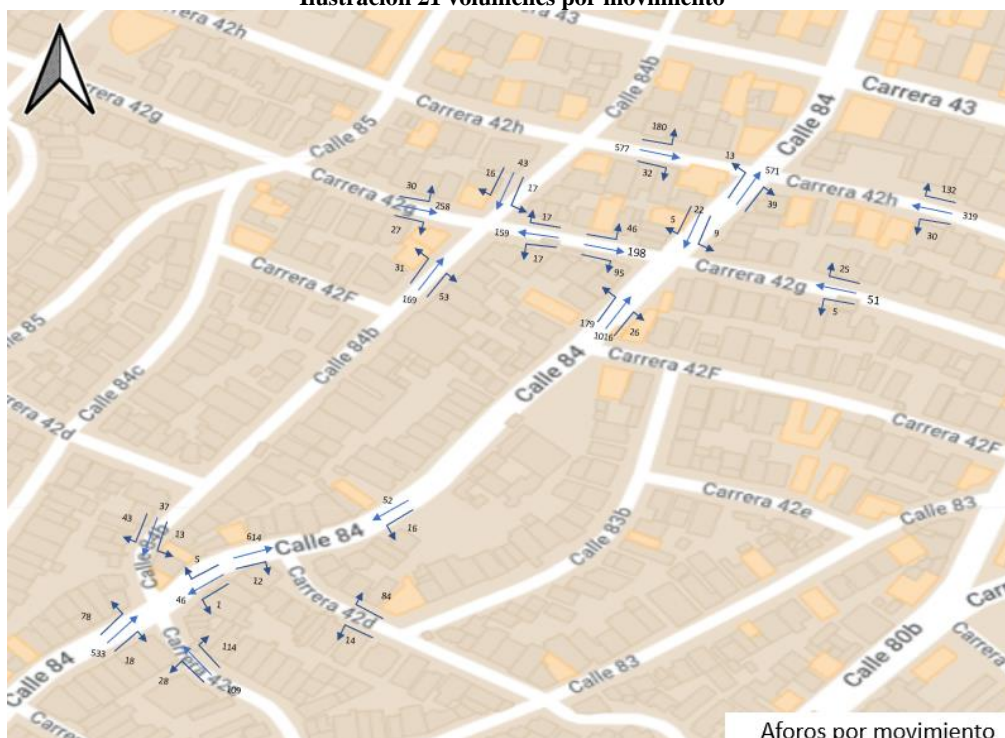 Ilustración 21 Volúmenes por movimiento
Carrera 42h
Carrera 43
Calle 84b
Carrera 43
Calle 84
Carrera 42g
Calle 85
Carrera 42h
180
577
32
13
571
39
Carrera 42h
132
319
30
16
43
17
30
258
27
Carrera 42g
17
159
17
46
198
95
5
22
9
Carrera 42g
25
51
5
31
169
53
Carrera 42F
179
1016
26
Calle 84
Carrera 42F
Carrera 42F
Calle 84b
Calle 84c
Carrera 42e
Calle 83
Calle 83b
52
16
43
37
13
5
614
12
Calle 84
46
1
84
14
Carrera 42d
78
533
18
Calle 84
114
28
109
Calle 83
Calle 80b
Aforos por movimiento